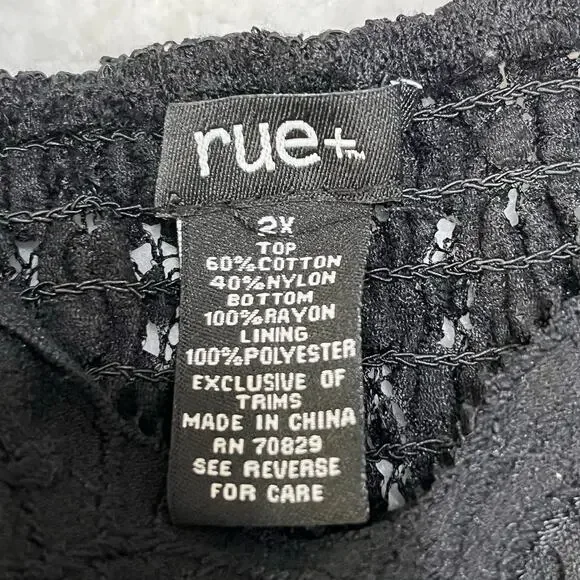 rue+™
2X
TOP
60%COTTON
40%NYLON
BOTTOM
100%RAYON
LINING
100%POLYESTER
EXCLUSIVE OF
TRIMS
MADE IN CHINA
RN 70829
SEE REVERSE
FOR CARE